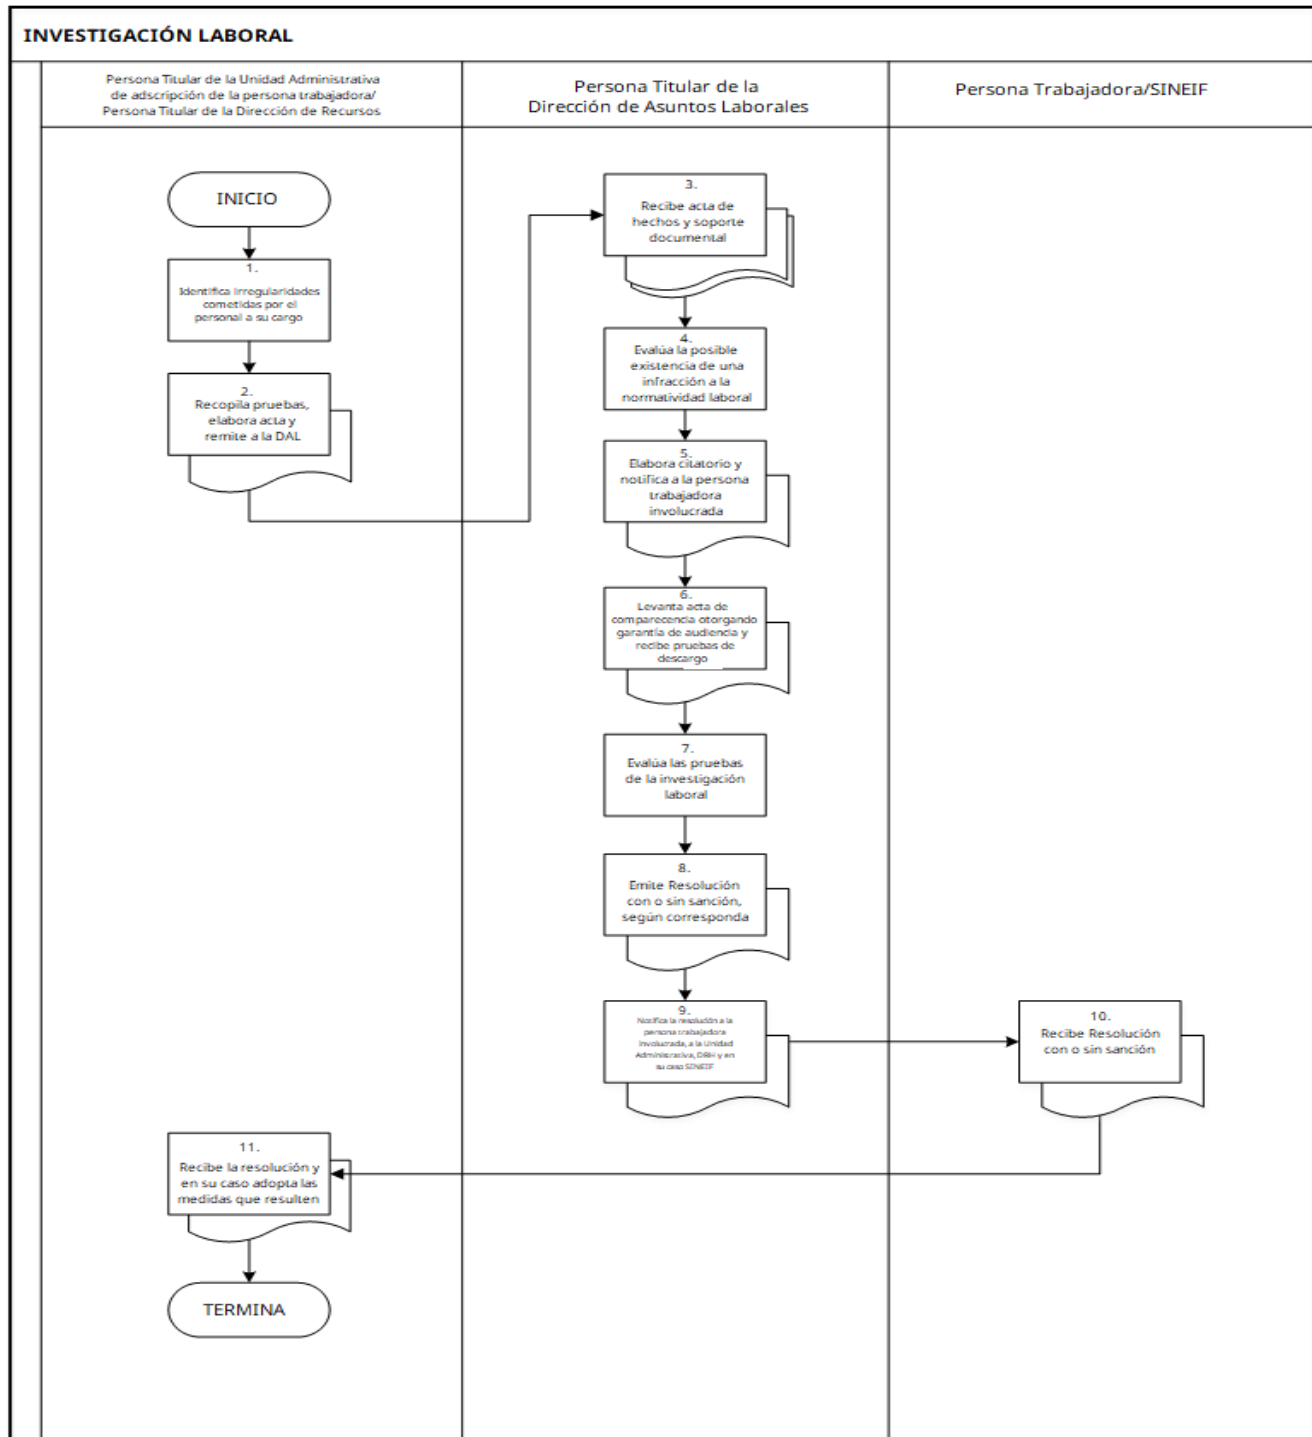 INVESTIGACIÓN LABORAL
Persona Titular de la Unidad Administrativa
de adscripción de la persona trabajadora/
Persona Titular de la Dirección de Recursos
Persona Titular de la
Dirección de Asuntos Laborales
Persona Trabajadora/SINEIF
INICIO
1.
Identifica irregularidades
cometidas por el
personal a su cargo
2.
Recopila pruebas,
elabora acta y
remite a la DAL
3.
Recibe acta de
hechos y soporte
documental
4.
Evalúa la posible
existencia de una
infracción a la
normatividad laboral
5.
Elabora citatorio y
notifica a la persona
trabajadora
involucrada
6.
Levanta acta de
comparecencia otorgando
garantía de audiencia y
recibe pruebas de
descargo
7.
Evalúa las pruebas
de la investigación
laboral
8.
Emite Resolución
con o sin sanción,
según corresponda
9.
Notifica la resolución a la
persona trabajadora
involucrada, a la Unidad
Administrativa, DRH y en
su caso SINEIF
10.
Recibe Resolución
con o sin sanción
11.
Recibe la resolución y
en su caso adopta las
medidas que resulten
TERMINA